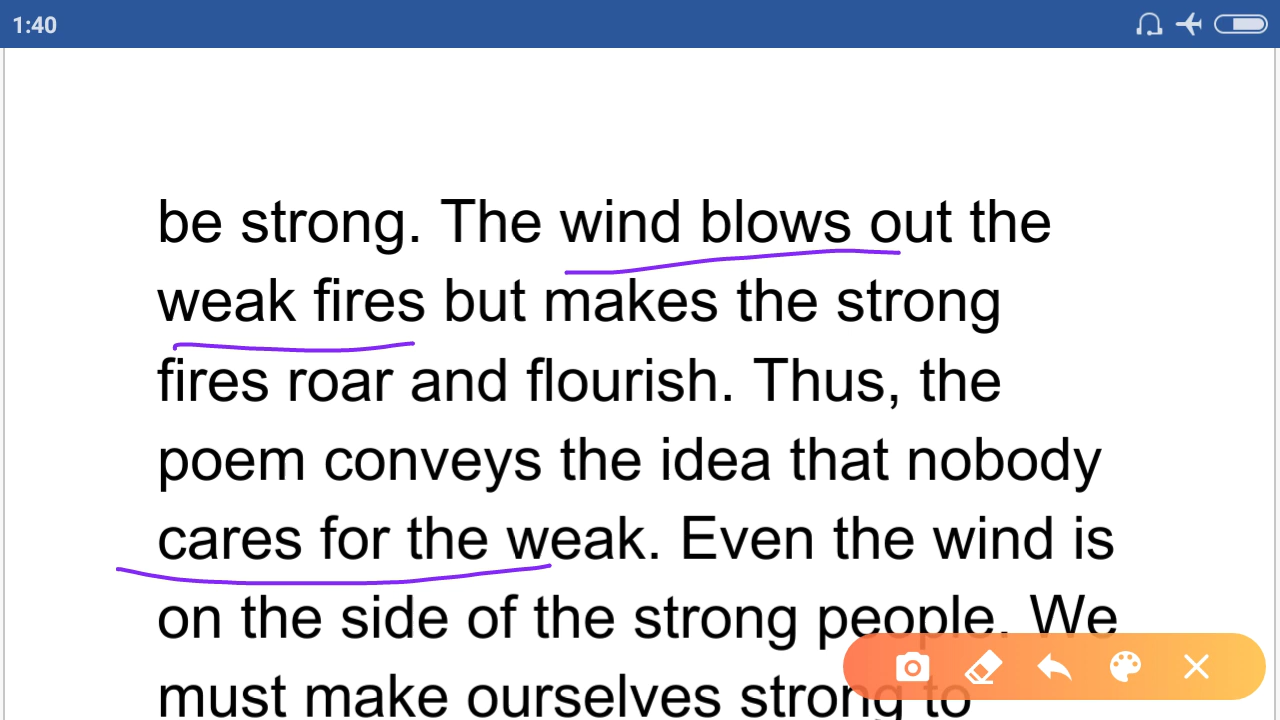 1:40
be strong. The wind blows out the
weak fires but makes the strong
fires roar and flourish. Thus, the
poem conveys the idea that nobody
cares for the weak. Even the wind is
on the side of the strong people. We
must make ourselves strong to